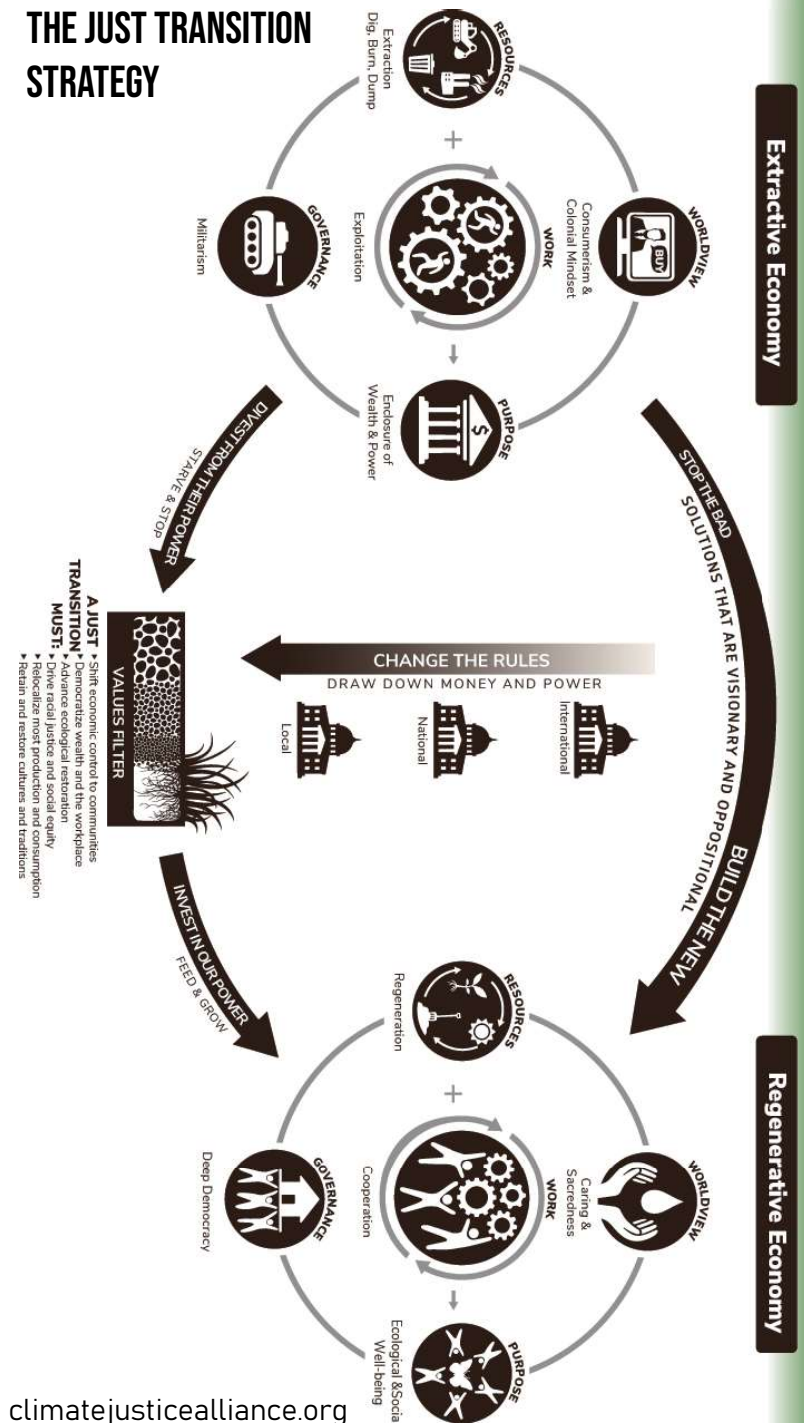 THE JUST TRANSITION
STRATEGY
Extractive Economy
WORLDVIEW
BUY
Consumerism &
Colonial Mindset
RESOURCES
Extraction
Dig, Burn, Dump
+
WORK
Exploitation
PURPOSE
$
Enclosure of
Wealth & Power
GOVERNANCE
Militarism
STOP THE BAD
BUILD THE NEW
SOLUTIONS THAT ARE VISIONARY AND OPPOSITIONAL
International
National
Local
CHANGE THE RULES
DRAW DOWN MONEY AND POWER
DIVEST FROM THEIR POWER
STARVE & STOP
VALUES FILTER
A JUST
TRANSITION
MUST:
▸ Shift economic control to communities
▸ Democratize wealth and the workplace
▸ Advance ecological restoration
▸ Drive racial justice and social equity
▸ Relocalize most production and consumption
▸ Retain and restore cultures and traditions
INVEST IN OUR POWER
FEED & GROW
Regenerative Economy
WORLDVIEW
Caring &
Sacredness
RESOURCES
Regeneration
+
WORK
Cooperation
PURPOSE
Ecological &Socia
Well-being
GOVERNANCE
Deep Democracy
climatejusticealliance.org